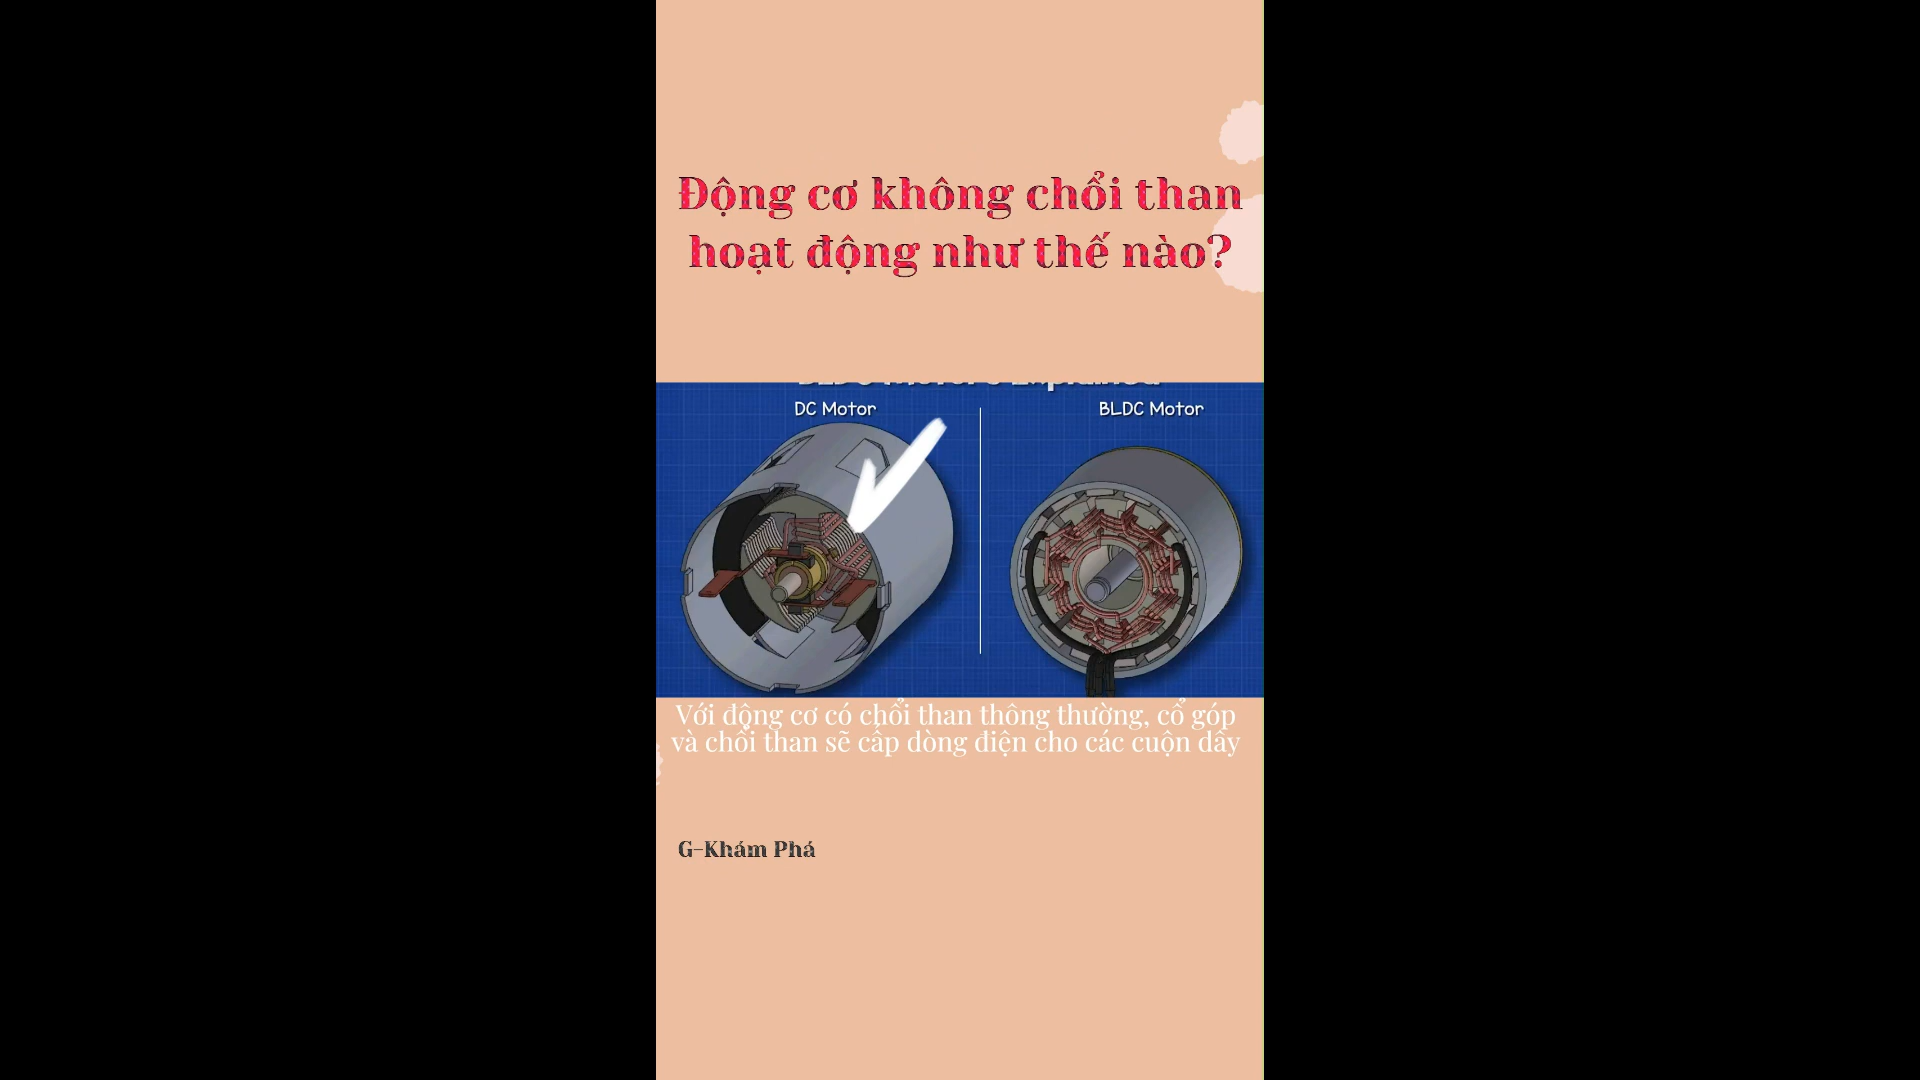 Động cơ không chổi than
hoạt động như thế nào?
DC Motor
BLDC Motor
Với động cơ có chổi than thông thường, cổ góp
và chổi than sẽ cấp dòng điện cho các cuộn dây
G-Khám Phá